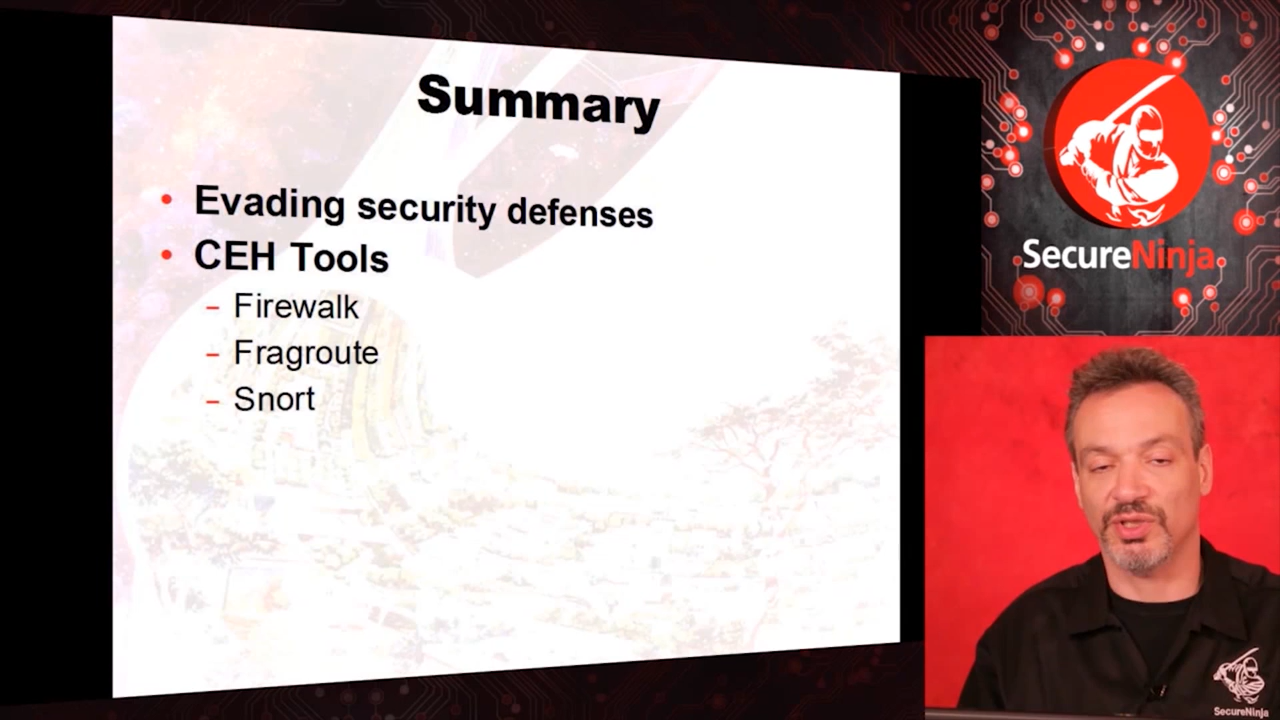 Summary
• Evading security defenses
• CEH Tools
– Firewalk
– Fragroute
– Snort
SecureNinja
SecureNinja